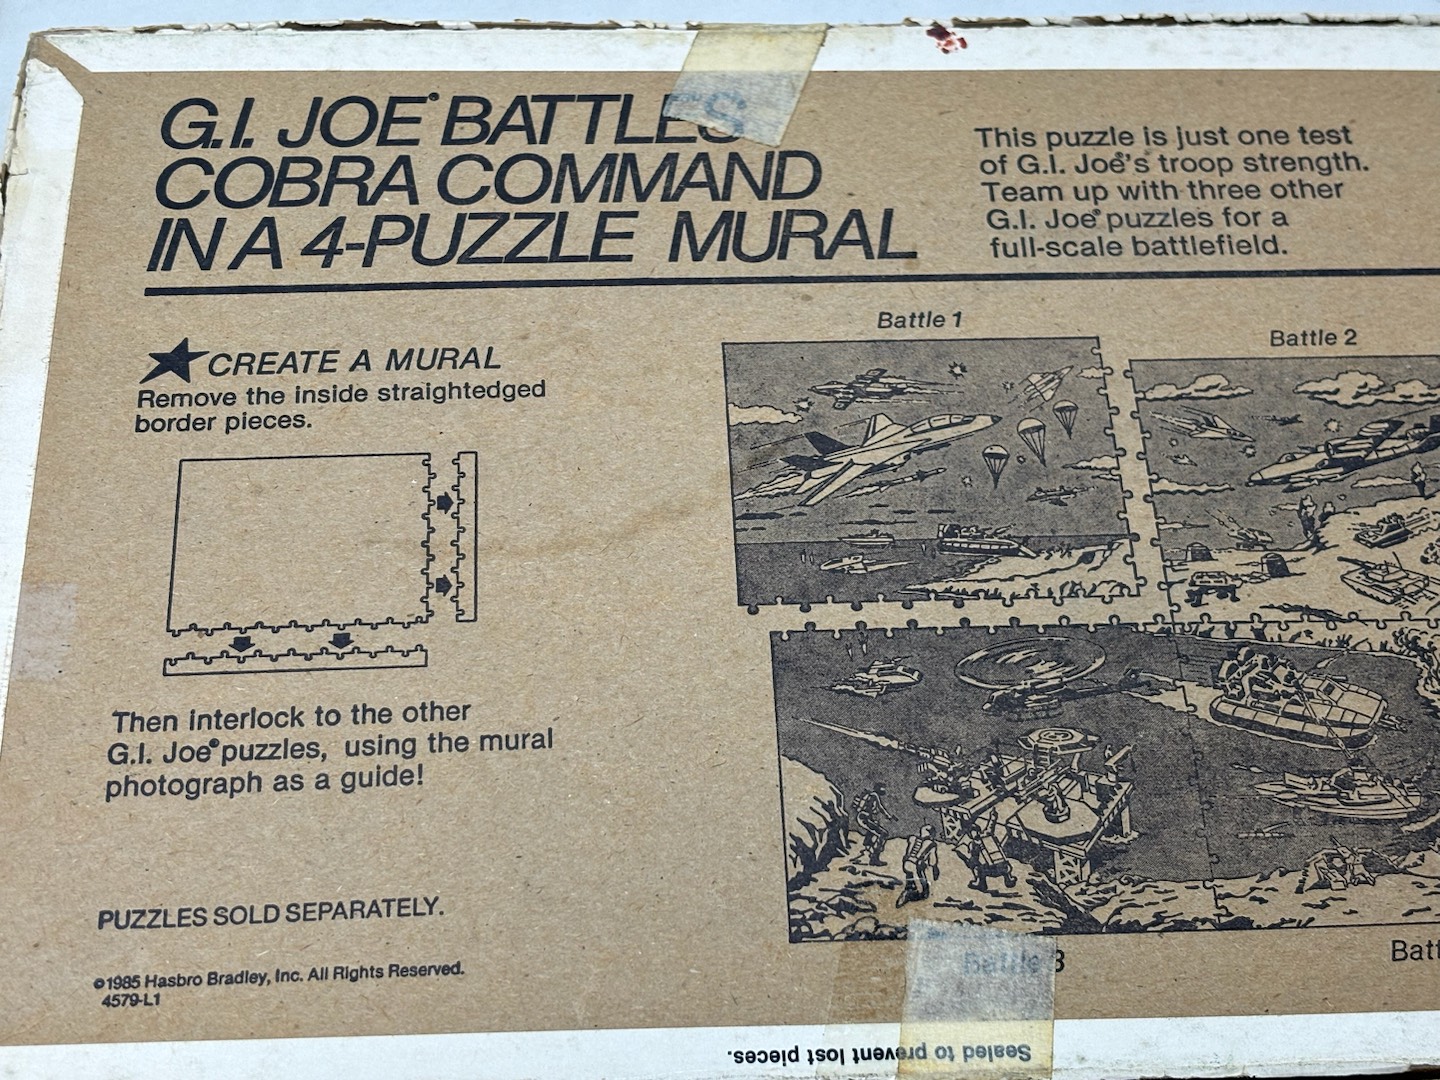 G.I. JOE® BATTLES
COBRA COMMAND
IN A 4-PUZZLE MURAL
This puzzle is just one test
of G.I. Joe®'s troop strength.
Team up with three other
G.I. Joe® puzzles for a
full-scale battlefield.
★ CREATE A MURAL
Remove the inside straightedged
border pieces.
Then interlock to the other
G.I. Joe® puzzles, using the mural
photograph as a guide!
PUZZLES SOLD SEPARATELY.
©1985 Hasbro Bradley, Inc. All Rights Reserved.
4579-L1
Battle 1
Battle 2
Battle 3
Batt
Sealed to prevent lost pieces.